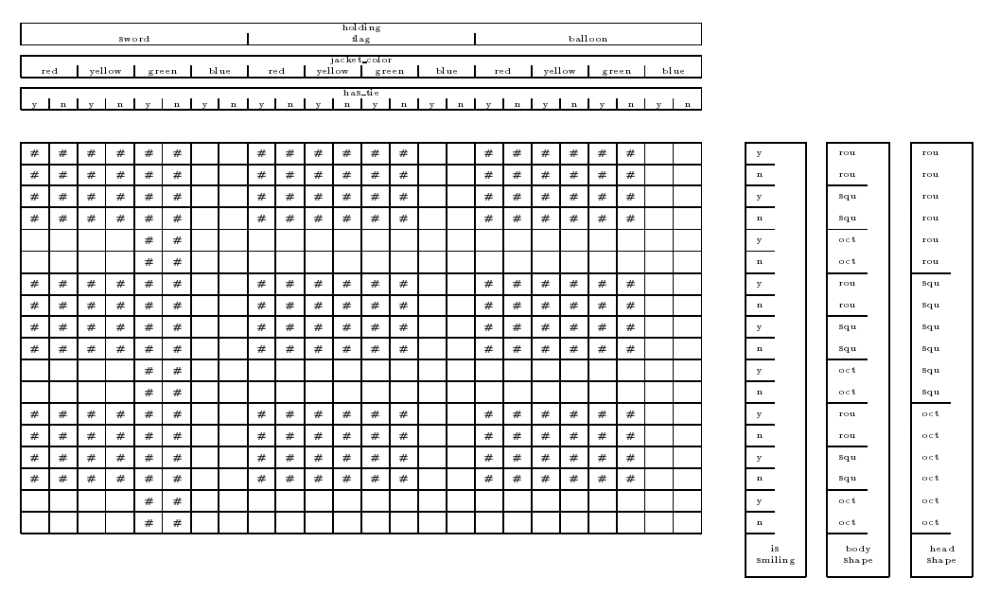 holding
sword flag balloon
jacket_color
red yellow green blue red yellow green blue red yellow green blue
has_tie
y n y n y n y n y n y n y n y n y n y n y n y n
# # # # # # # # # # # # # # # # # # y rou rou
# # # # # # # # # # # # # # # # # # n rou rou
# # # # # # # # # # # # # # # # # # y squ rou
# # # # # # # # # # # # # # # # # # n squ rou
# # y oct rou
# # n oct rou
# # # # # # # # # # # # # # # # # # y rou squ
# # # # # # # # # # # # # # # # # # n rou squ
# # # # # # # # # # # # # # # # # # y squ squ
# # # # # # # # # # # # # # # # # # n squ squ
# # y oct squ
# # n oct squ
# # # # # # # # # # # # # # # # # # y rou oct
# # # # # # # # # # # # # # # # # # n rou oct
# # # # # # # # # # # # # # # # # # y squ oct
# # # # # # # # # # # # # # # # # # n squ oct
# # y oct oct
# # n oct oct
is body head
smiling shape shape